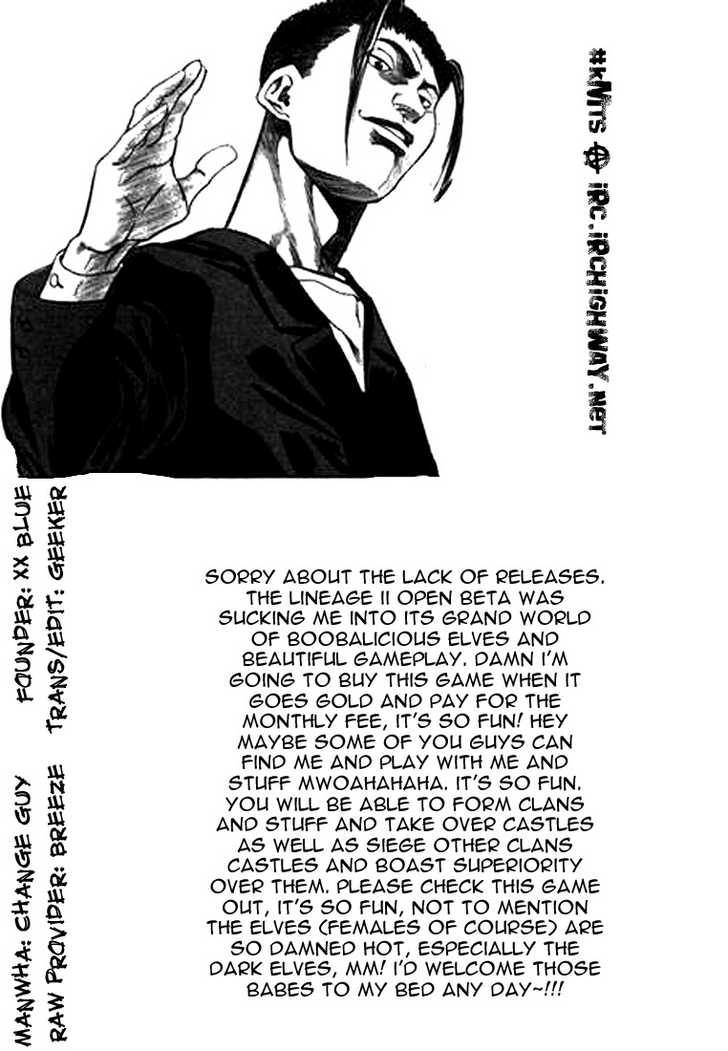 #kMTS @ iRC.iRCHiGHWAY.NET
FOUNDER: XX BLUE
TRANS/EDIT: GEEKER
MANWHA: CHANGE GUY
RAW PROVIDER: BREEZE
SORRY ABOUT THE LACK OF RELEASES.
THE LINEAGE II OPEN BETA WAS
SUCKING ME INTO ITS GRAND WORLD
OF BOOBALICIOUS ELVES AND
BEAUTIFUL GAMEPLAY. DAMN I'M
GOING TO BUY THIS GAME WHEN IT
GOES GOLD AND PAY FOR THE
MONTHLY FEE, IT'S SO FUN! HEY
MAYBE SOME OF YOU GUYS CAN
FIND ME AND PLAY WITH ME AND
STUFF MWOAHAHAHA. IT'S SO FUN.
YOU WILL BE ABLE TO FORM CLANS
AND STUFF AND TAKE OVER CASTLES
AS WELL AS SIEGE OTHER CLANS
CASTLES AND BOAST SUPERIORITY
OVER THEM. PLEASE CHECK THIS GAME
OUT, IT'S SO FUN, NOT TO MENTION
THE ELVES (FEMALES OF COURSE) ARE
SO DAMNED HOT, ESPECIALLY THE
DARK ELVES, MM! I'D WELCOME THOSE
BABES TO MY BED ANY DAY~!!!